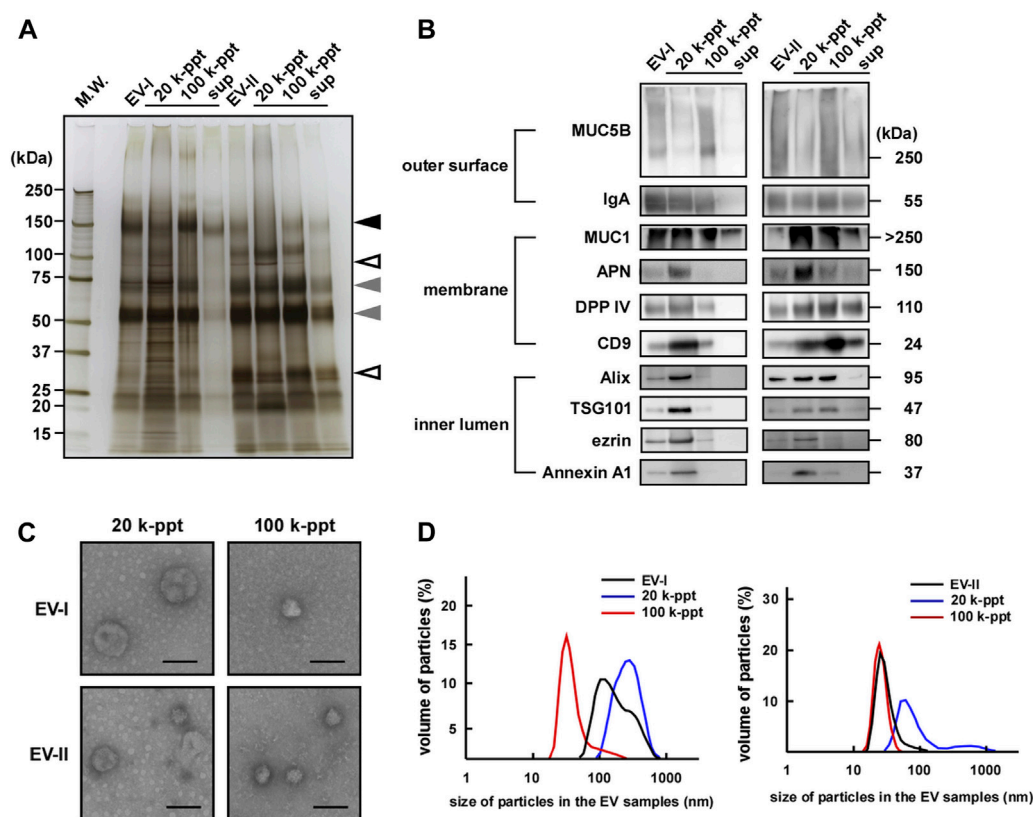 A
M.W.
EV-I
20 k-ppt
100 k-ppt
sup
EV-II
20 k-ppt
100 k-ppt
sup
(kDa)
250
150
100
75
50
37
25
20
15
B
EV-I
20 k-ppt
100 k-ppt
sup
EV-II
20 k-ppt
100 k-ppt
sup
(kDa)
outer surface
MUC5B
250
IgA
55
membrane
MUC1
>250
APN
150
DPP IV
110
CD9
24
inner lumen
Alix
95
TSG101
47
ezrin
80
Annexin A1
37
C
20 k-ppt
100 k-ppt
EV-I
EV-II
D
EV-I
20 k-ppt
100 k-ppt
volume of particles (%)
20
15
10
5
1
10
100
1000
size of particles in the EV samples (nm)
EV-II
20 k-ppt
100 k-ppt
volume of particles (%)
30
20
10
1
10
100
1000
size of particles in the EV samples (nm)